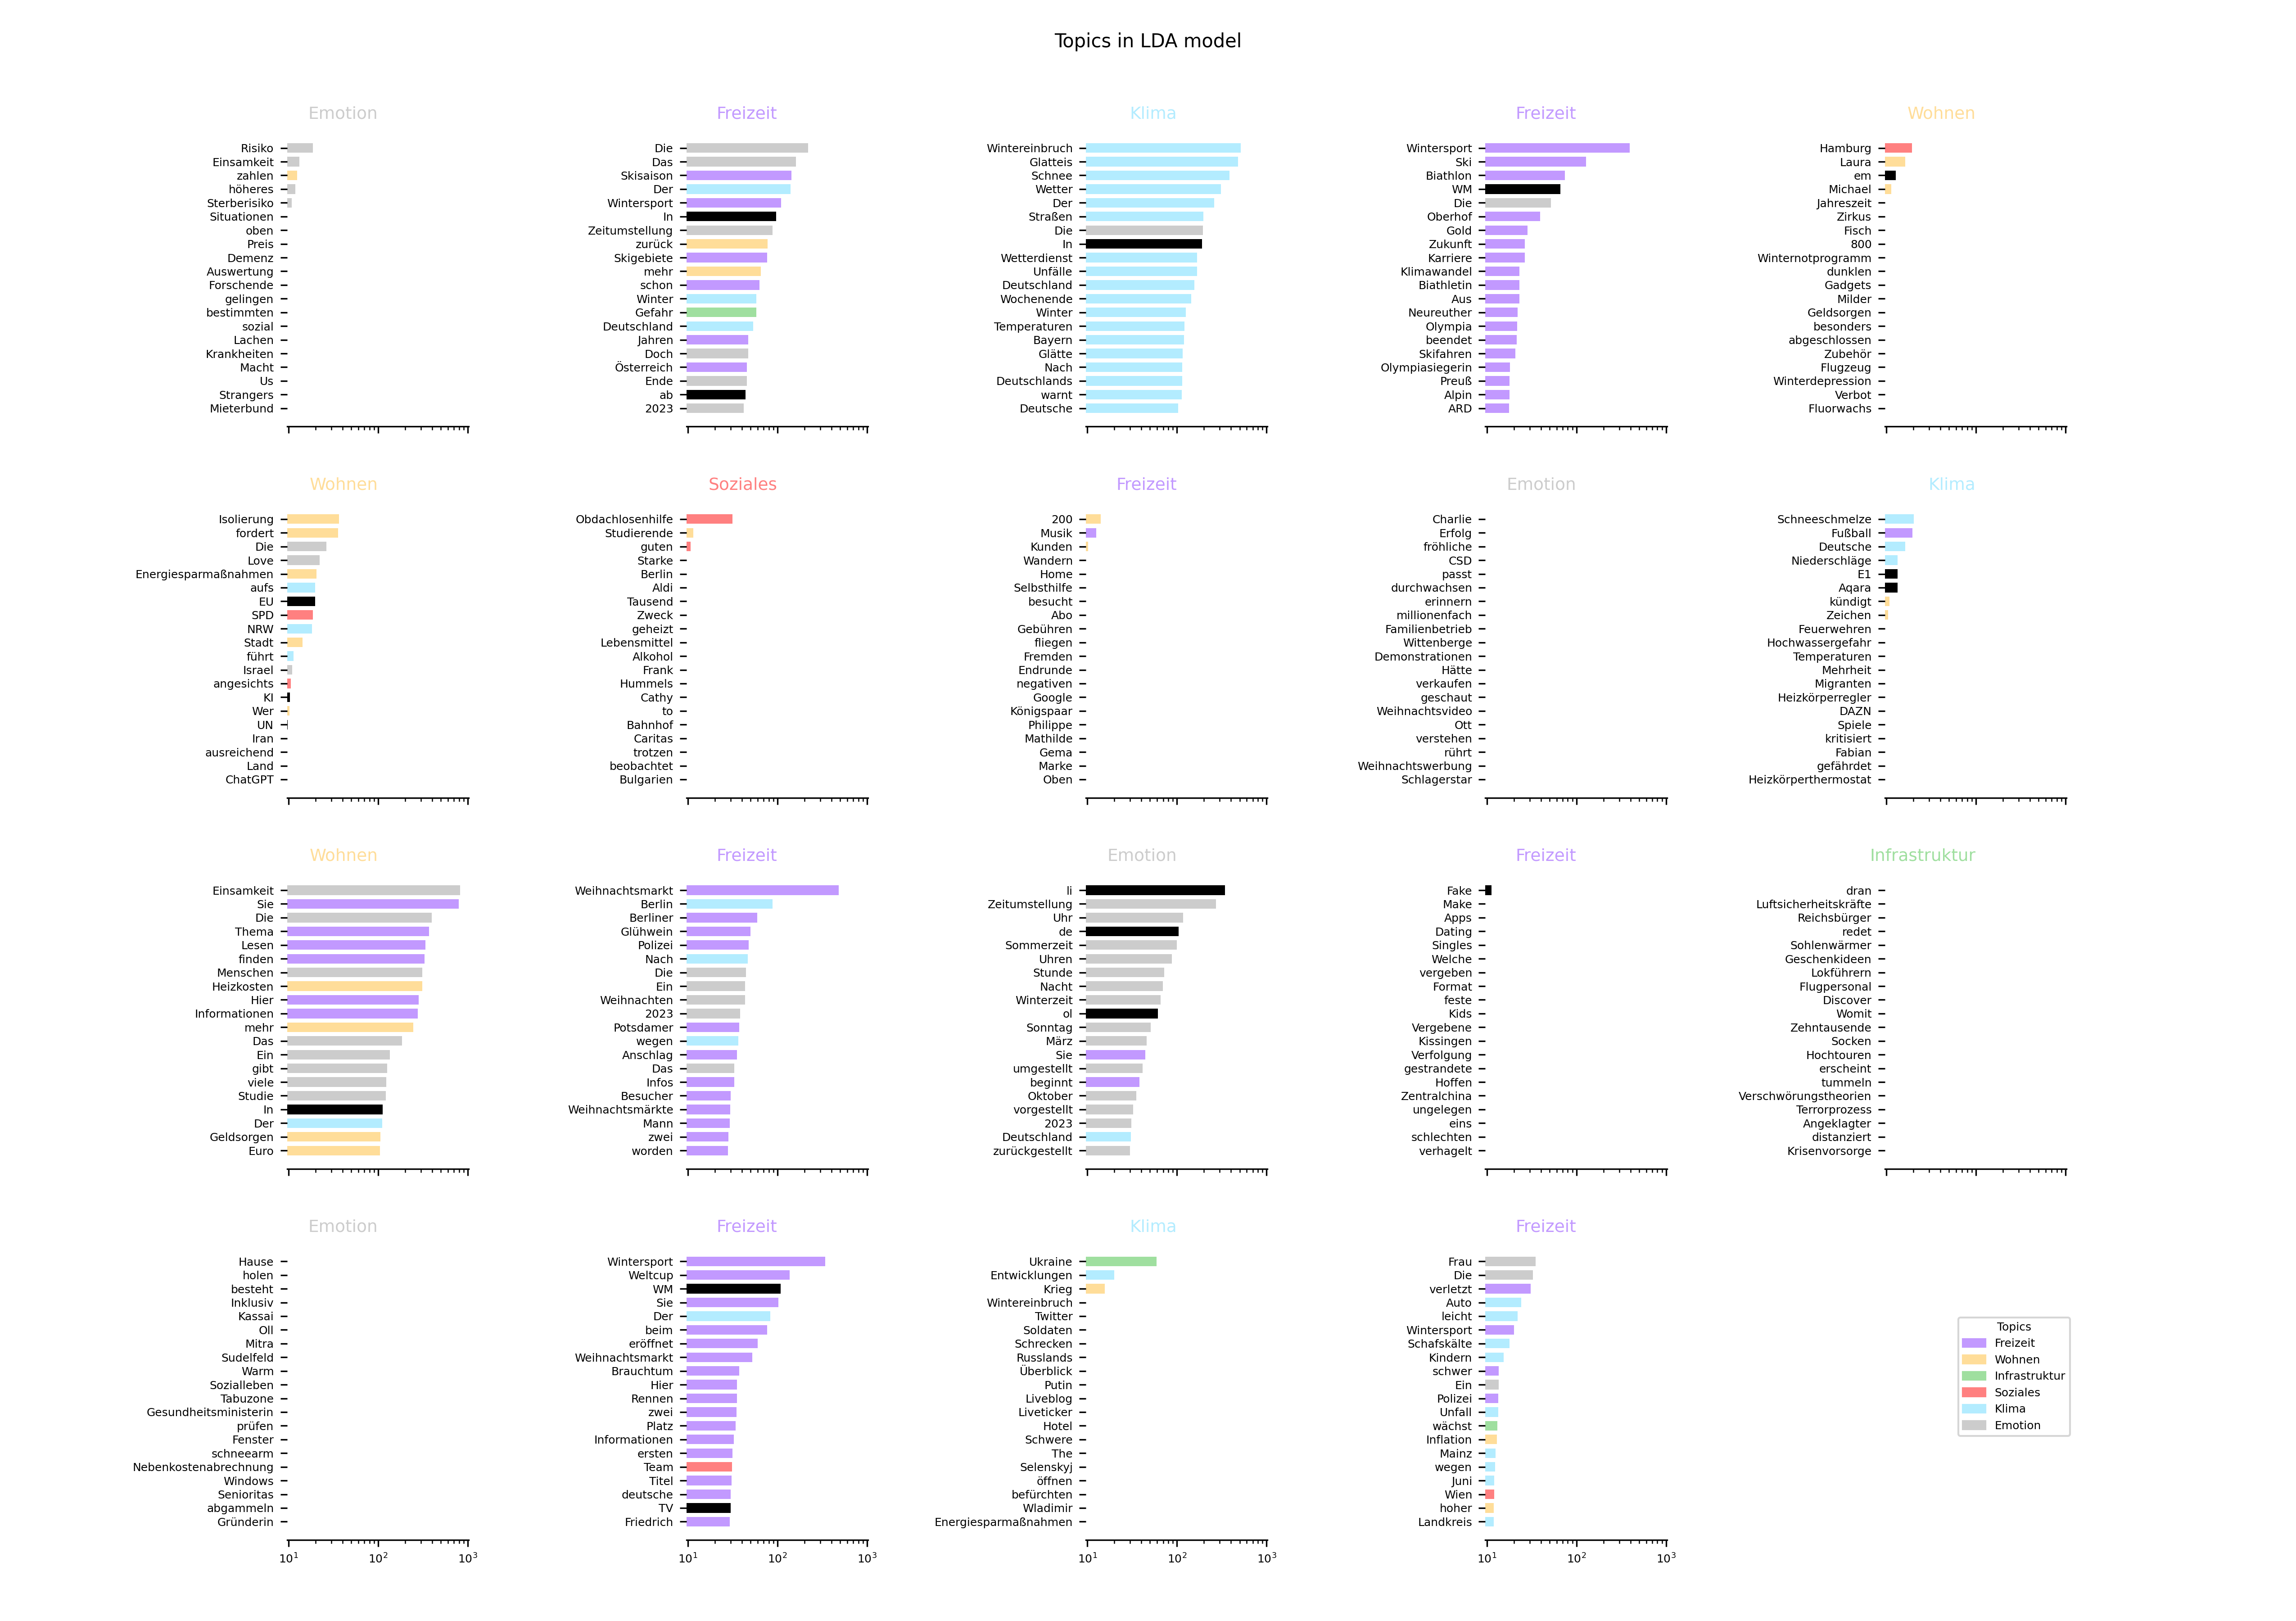 Topics in LDA model
Emotion
Risiko
Einsamkeit
zahlen
höheres
Sterberisiko
Situationen
oben
Preis
Demenz
Auswertung
Forschende
gelingen
bestimmten
sozial
Lachen
Krankheiten
Macht
Us
Strangers
Mieterbund
Freizeit
Die
Das
Skisaison
Der
Wintersport
In
Zeitumstellung
zurück
Skigebiete
mehr
schon
Winter
Gefahr
Deutschland
Jahren
Doch
Österreich
Ende
ab
2023
Klima
Wintereinbruch
Glatteis
Schnee
Wetter
Der
Straßen
Die
In
Wetterdienst
Unfälle
Deutschland
Wochenende
Winter
Temperaturen
Bayern
Glätte
Nach
Deutschlands
warnt
Deutsche
Freizeit
Wintersport
Ski
Biathlon
WM
Die
Oberhof
Gold
Zukunft
Karriere
Klimawandel
Biathletin
Aus
Neureuther
Olympia
beendet
Skifahren
Olympiasiegerin
Preuß
Alpin
ARD
Wohnen
Hamburg
Laura
em
Michael
Jahreszeit
Zirkus
Fisch
800
Winternotprogramm
dunklen
Gadgets
Milder
Geldsorgen
besonders
abgeschlossen
Zubehör
Flugzeug
Winterdepression
Verbot
Fluorwachs
Wohnen
Isolierung
fordert
Die
Love
Energiesparmaßnahmen
aufs
EU
SPD
NRW
Stadt
führt
Israel
angesichts
KI
Wer
UN
Iran
ausreichend
Land
ChatGPT
Soziales
Obdachlosenhilfe
Studierende
guten
Starke
Berlin
Aldi
Tausend
Zweck
geheizt
Lebensmittel
Alkohol
Frank
Hummels
Cathy
to
Bahnhof
Caritas
trotzen
beobachtet
Bulgarien
Freizeit
200
Musik
Kunden
Wandern
Home
Selbsthilfe
besucht
Abo
Gebühren
fliegen
Fremden
Endrunde
negativen
Google
Königspaar
Philippe
Mathilde
Gema
Marke
Oben
Emotion
Charlie
Erfolg
fröhliche
CSD
passt
durchwachsen
erinnern
millionenfach
Familienbetrieb
Wittenberge
Demonstrationen
Hätte
verkaufen
geschaut
Weihnachtsvideo
Ott
verstehen
rührt
Weihnachtswerbung
Schlagerstar
Klima
Schneeschmelze
Fußball
Deutsche
Niederschläge
E1
Aqara
kündigt
Zeichen
Feuerwehren
Hochwassergefahr
Temperaturen
Mehrheit
Migranten
Heizkörperregler
DAZN
Spiele
kritisiert
Fabian
gefährdet
Heizkörperthermostat
Wohnen
Einsamkeit
Sie
Die
Thema
Lesen
finden
Menschen
Heizkosten
Hier
Informationen
mehr
Das
Ein
gibt
viele
Studie
In
Der
Geldsorgen
Euro
Freizeit
Weihnachtsmarkt
Berlin
Berliner
Glühwein
Polizei
Nach
Die
Ein
Weihnachten
2023
Potsdamer
wegen
Anschlag
Das
Infos
Besucher
Weihnachtsmärkte
Mann
zwei
worden
Emotion
li
Zeitumstellung
Uhr
de
Sommerzeit
Uhren
Stunde
Nacht
Winterzeit
ol
Sonntag
März
Sie
umgestellt
beginnt
Oktober
vorgestellt
2023
Deutschland
zurückgestellt
Freizeit
Fake
Make
Apps
Dating
Singles
Welche
vergeben
Format
feste
Kids
Vergebene
Kissingen
Verfolgung
gestrandete
Hoffen
Zentralchina
ungelegen
eins
schlechten
verhagelt
Infrastruktur
dran
Luftsicherheitskräfte
Reichsbürger
redet
Sohlenwärmer
Geschenkideen
Lokführern
Flugpersonal
Discover
Womit
Zehntausende
Socken
Hochtouren
erscheint
tummeln
Verschwörungstheorien
Terrorprozess
Angeklagter
distanziert
Krisenvorsorge
Emotion
Hause
holen
besteht
Inklusiv
Kassai
Oll
Mitra
Sudelfeld
Warm
Sozialleben
Tabuzone
Gesundheitsministerin
prüfen
Fenster
schneearm
Nebenkostenabrechnung
Windows
Senioritas
abgammeln
Gründerin
10¹ 10² 10³
Freizeit
Wintersport
Weltcup
WM
Sie
Der
beim
eröffnet
Weihnachtsmarkt
Brauchtum
Hier
Rennen
zwei
Platz
Informationen
ersten
Team
Titel
deutsche
TV
Friedrich
10¹ 10² 10³
Klima
Ukraine
Entwicklungen
Krieg
Wintereinbruch
Twitter
Soldaten
Schrecken
Russlands
Überblick
Putin
Liveblog
Liveticker
Hotel
Schwere
The
Selenskyj
öffnen
befürchten
Wladimir
Energiesparmaßnahmen
10¹ 10² 10³
Freizeit
Frau
Die
verletzt
Auto
leicht
Wintersport
Schafskälte
Kindern
schwer
Ein
Polizei
Unfall
wächst
Inflation
Mainz
wegen
Juni
Wien
hoher
Landkreis
10¹ 10² 10³
Topics
Freizeit
Wohnen
Infrastruktur
Soziales
Klima
Emotion